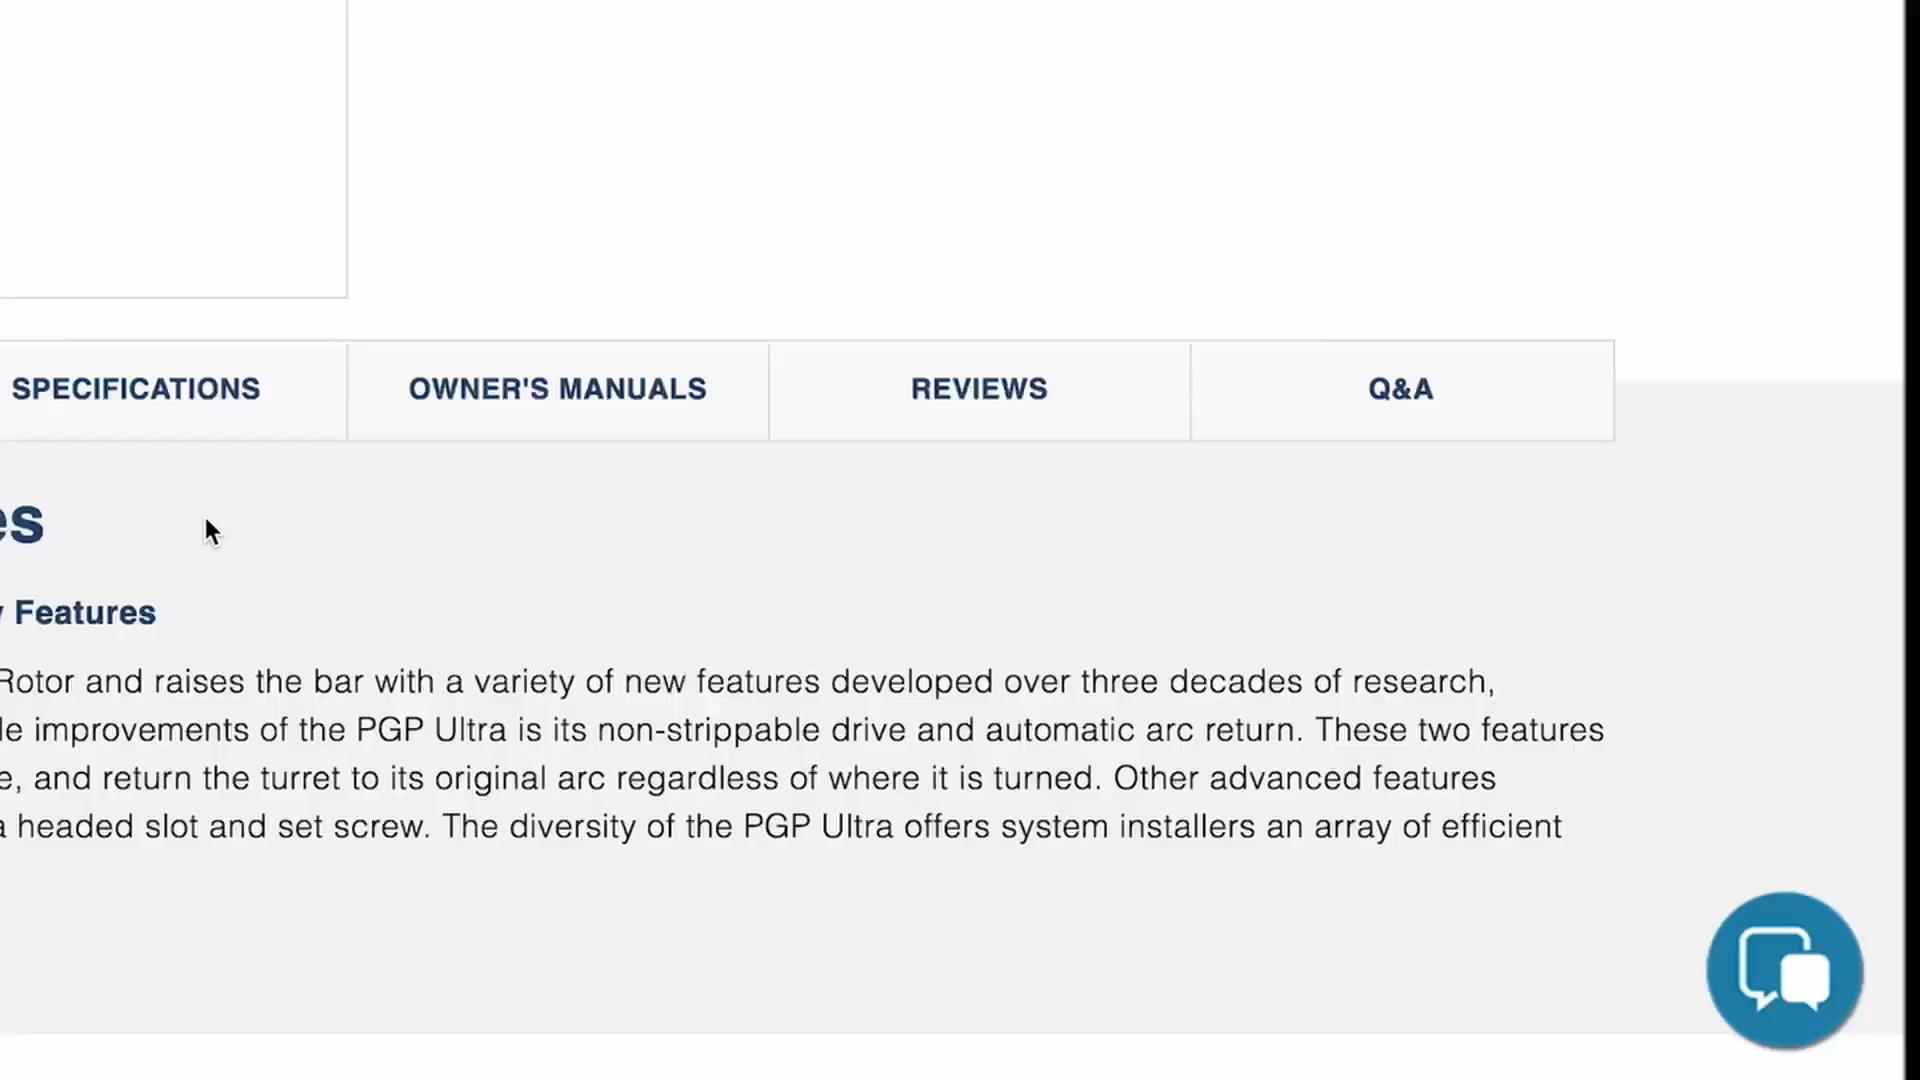 SPECIFICATIONS
OWNER'S MANUALS
REVIEWS
Q&A
Features
Rotor and raises the bar with a variety of new features developed over three decades of research,
improvements of the PGP Ultra is its non-strippable drive and automatic arc return. These two features
and return the turret to its original arc regardless of where it is turned. Other advanced features
a headed slot and set screw. The diversity of the PGP Ultra offers system installers an array of efficient